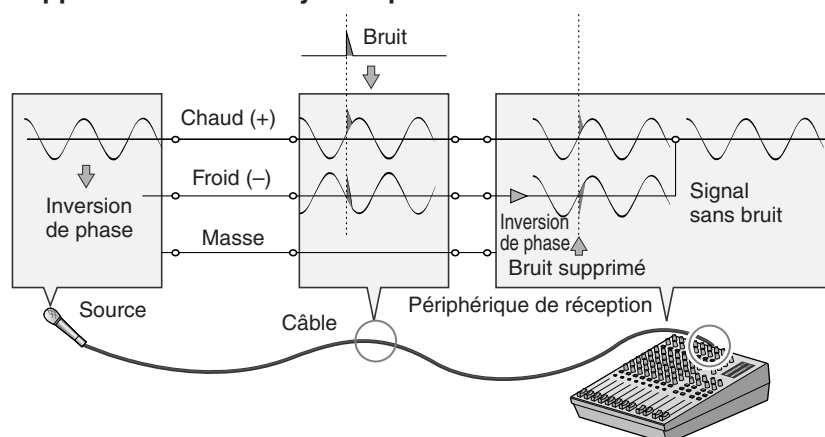 Bruit
Chaud (+)
Froid (–)
Masse
Inversion
de phase
Inversion
de phase
Bruit supprimé
Signal
sans bruit
Source
Câble
Périphérique de réception